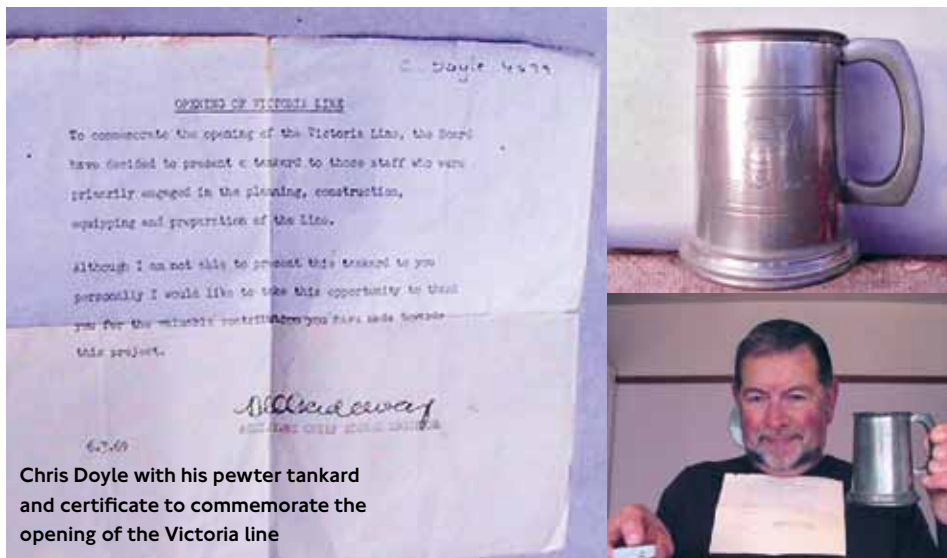 C. Doyle
OPENING OF VICTORIA LINE
To commemorate the opening of the Victoria Line, the Board
have decided to present a tankard to those staff who were
primarily engaged in the planning, construction,
equipping and preparation of the Line.
Although I am not able to present this tankard to you
personally I would like to take this opportunity to thank
you for the valuable contribution you have made towards
this project.
ASSISTANT CHIEF
Chris Doyle with his pewter tankard
and certificate to commemorate the
opening of the Victoria line